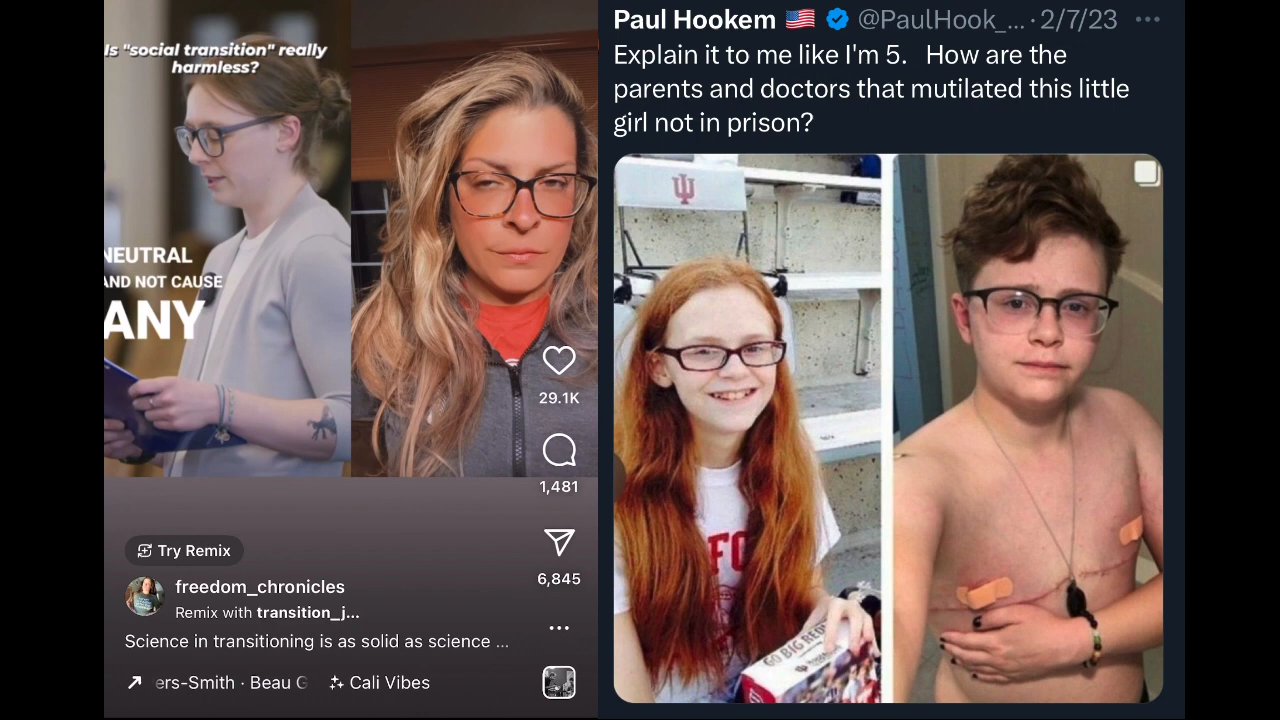 Is "social transition" really
harmless?
NEUTRAL
AND NOT CAUSE
ANY
29.1K
1,481
Try Remix
6,845
freedom_chronicles
Remix with transition_j...
Science in transitioning is as solid as science ...
ers-Smith · Beau G
Cali Vibes
Paul Hookem 🇺🇸 @PaulHook_... · 2/7/23 ...
Explain it to me like I'm 5. How are the
parents and doctors that mutilated this little
girl not in prison?
GO BIG RED!